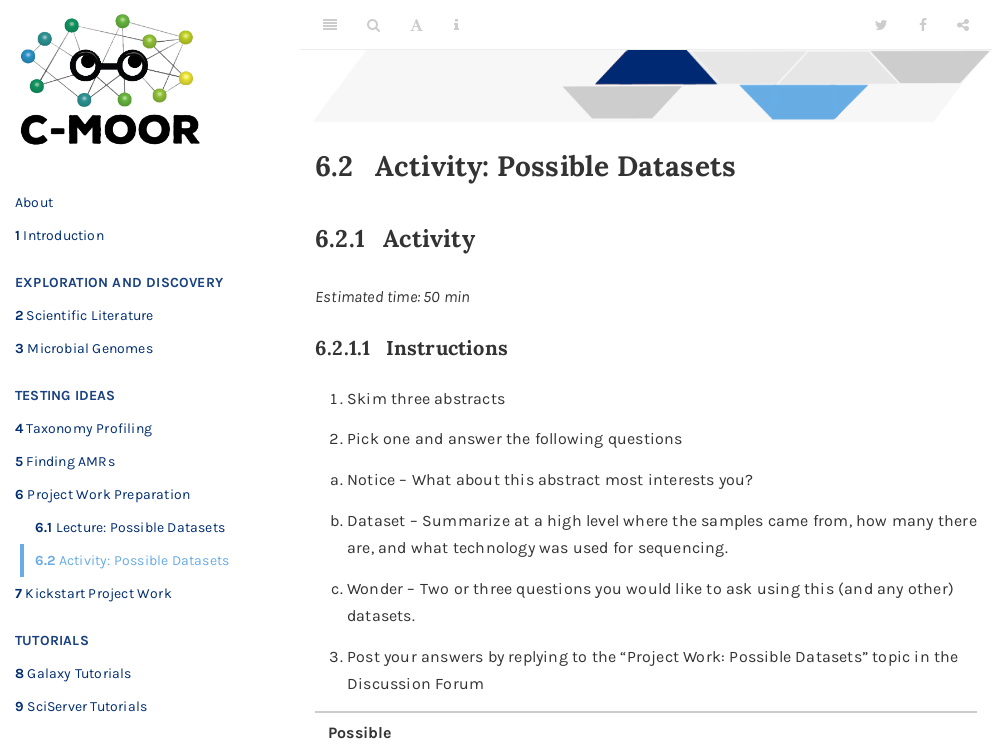 C-MOOR
About
1 Introduction
EXPLORATION AND DISCOVERY
2 Scientific Literature
3 Microbial Genomes
TESTING IDEAS
4 Taxonomy Profiling
5 Finding AMRs
6 Project Work Preparation
6.1 Lecture: Possible Datasets
6.2 Activity: Possible Datasets
7 Kickstart Project Work
TUTORIALS
8 Galaxy Tutorials
9 SciServer Tutorials
A
i
6.2 Activity: Possible Datasets
6.2.1 Activity
Estimated time: 50 min
6.2.1.1 Instructions
1. Skim three abstracts
2. Pick one and answer the following questions
a. Notice – What about this abstract most interests you?
b. Dataset – Summarize at a high level where the samples came from, how many there
are, and what technology was used for sequencing.
c. Wonder – Two or three questions you would like to ask using this (and any other)
datasets.
3. Post your answers by replying to the “Project Work: Possible Datasets” topic in the
Discussion Forum
Possible